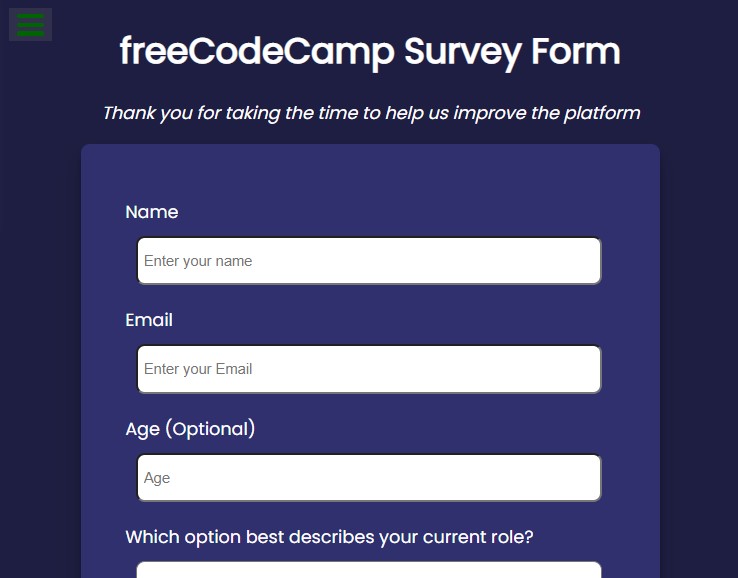 freeCodeCamp Survey Form
Thank you for taking the time to help us improve the platform
Name
Enter your name
Email
Enter your Email
Age (Optional)
Age
Which option best describes your current role?